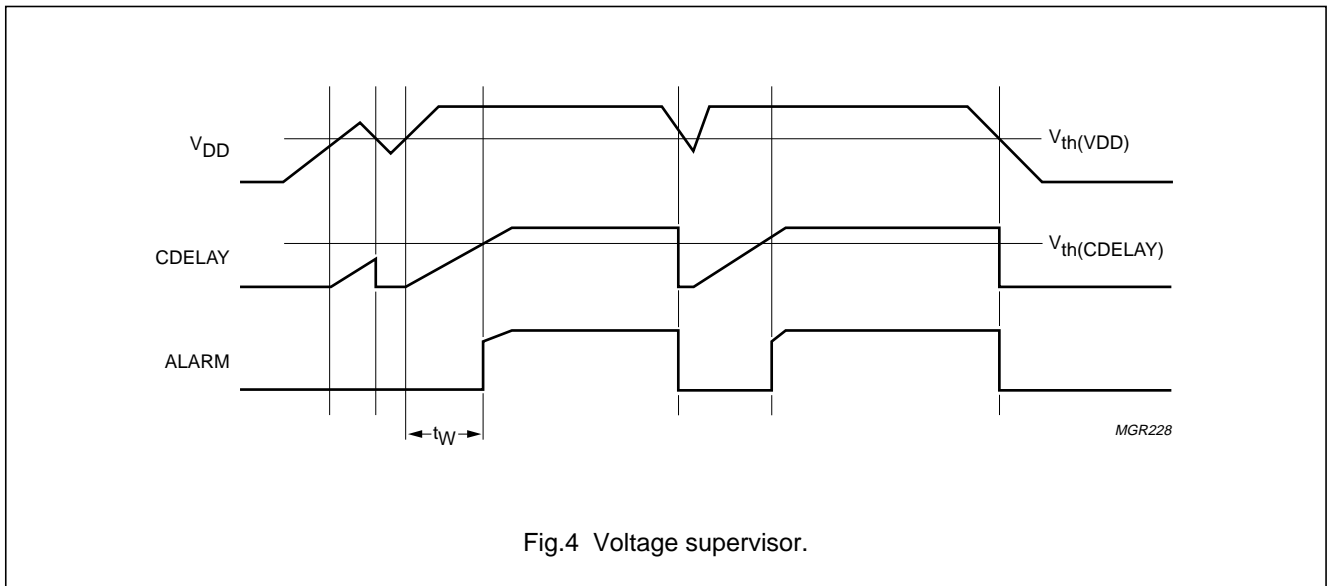 VDD
Vth(VDD)
CDELAY
Vth(CDELAY)
ALARM
tW
MGR228
Fig.4 Voltage supervisor.